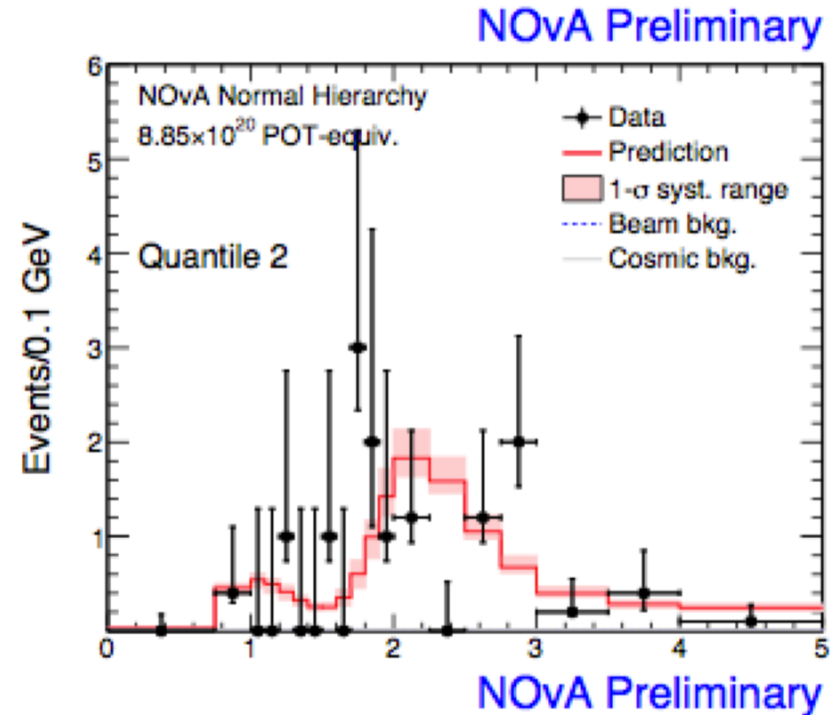 NOvA Preliminary
NOvA Normal Hierarchy
8.85×10^20 POT-equiv.
Quantile 2
Data
Prediction
1-σ syst. range
Beam bkg.
Cosmic bkg.
Events/0.1 GeV
6
5
4
3
2
1
0 1 2 3 4 5
NOvA Preliminary